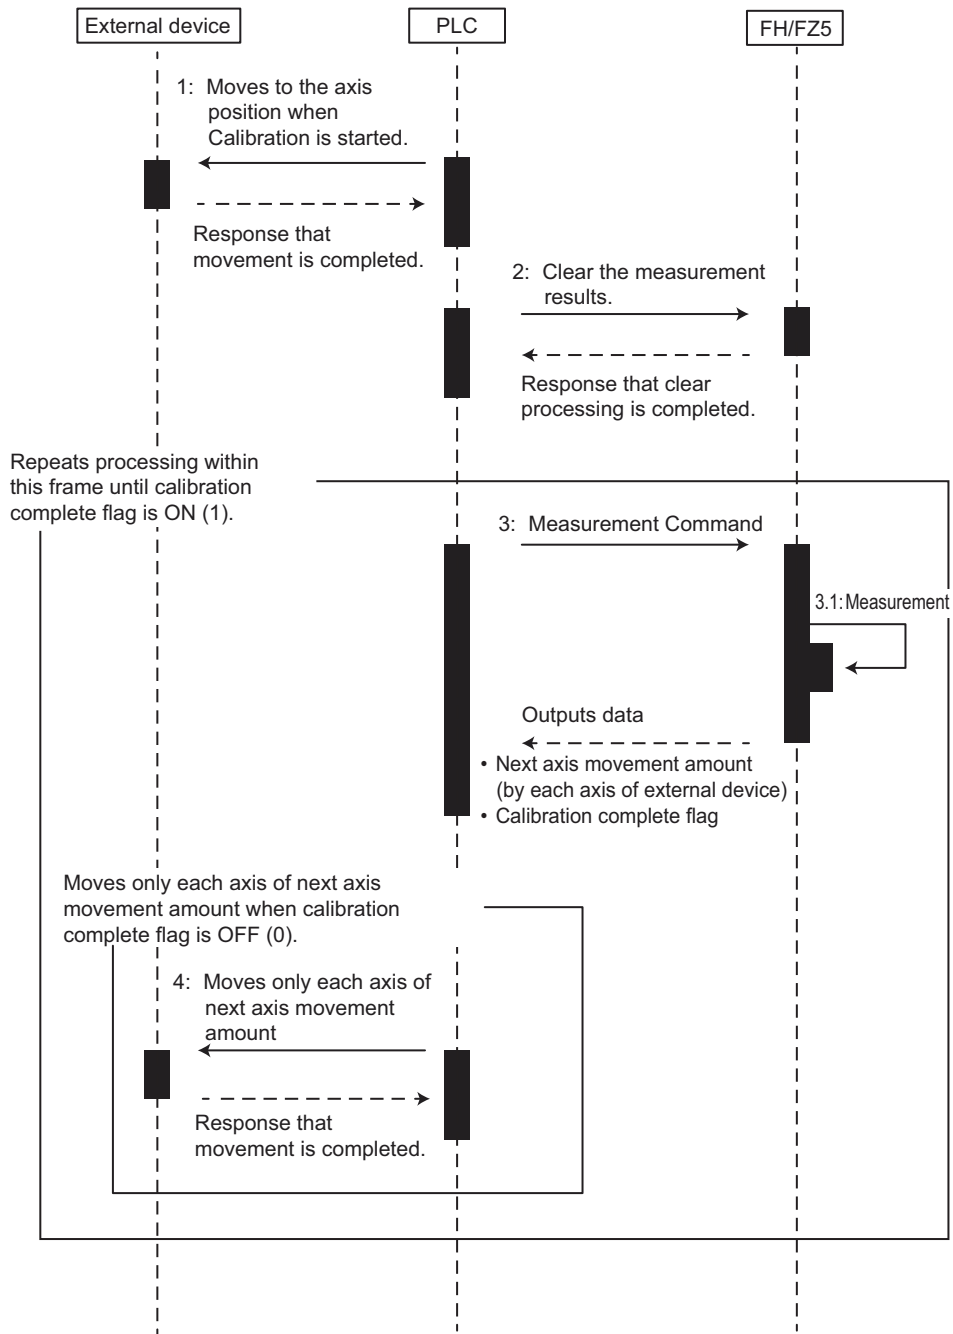 External device
PLC
FH/FZ5
1: Moves to the axis
position when
Calibration is started.
Response that
movement is completed.
2: Clear the measurement
results.
Response that clear
processing is completed.
Repeats processing within
this frame until calibration
complete flag is ON (1).
3: Measurement Command
3.1: Measurement
Outputs data
• Next axis movement amount
(by each axis of external device)
• Calibration complete flag
Moves only each axis of next axis
movement amount when calibration
complete flag is OFF (0).
4: Moves only each axis of
next axis movement
amount
Response that
movement is completed.